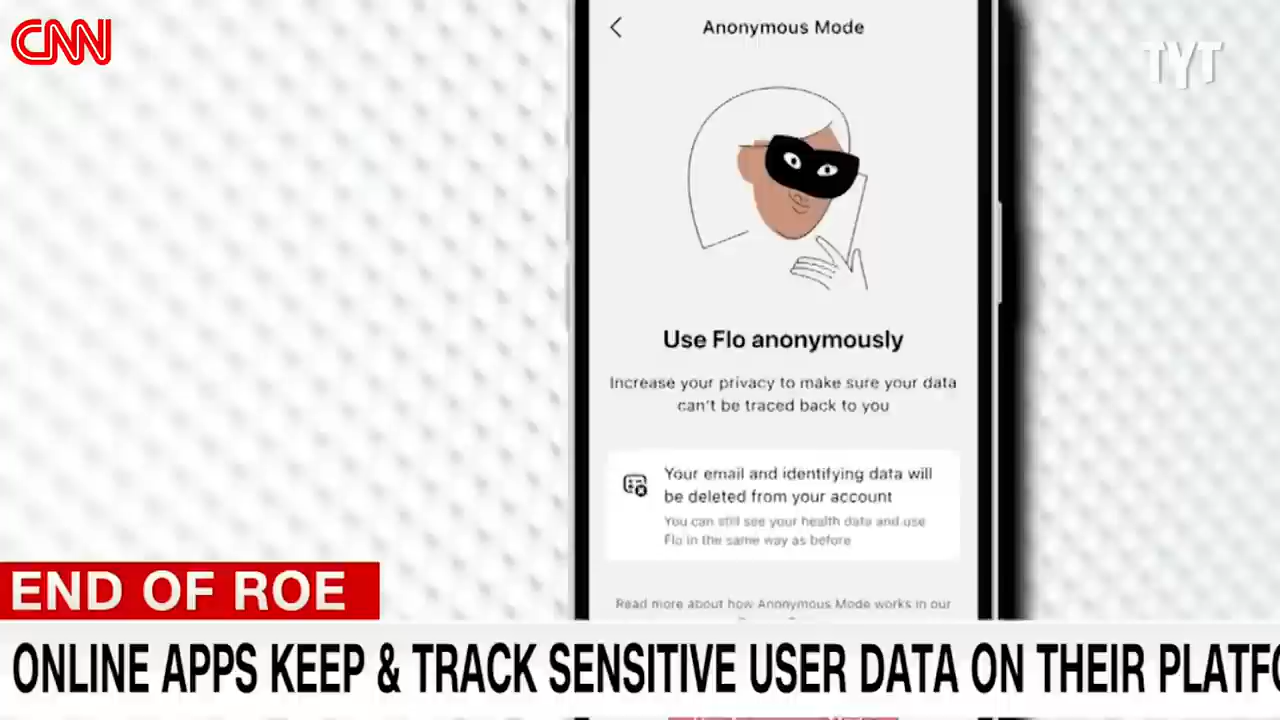 CNN
TYT
Anonymous Mode
Use Flo anonymously
Increase your privacy to make sure your data
can't be traced back to you
Your email and identifying data will
be deleted from your account
You can still see your health data and use
Flo in the same way as before
Read more about how Anonymous Mode works in our
END OF ROE
ONLINE APPS KEEP & TRACK SENSITIVE USER DATA ON THEIR PLATFO